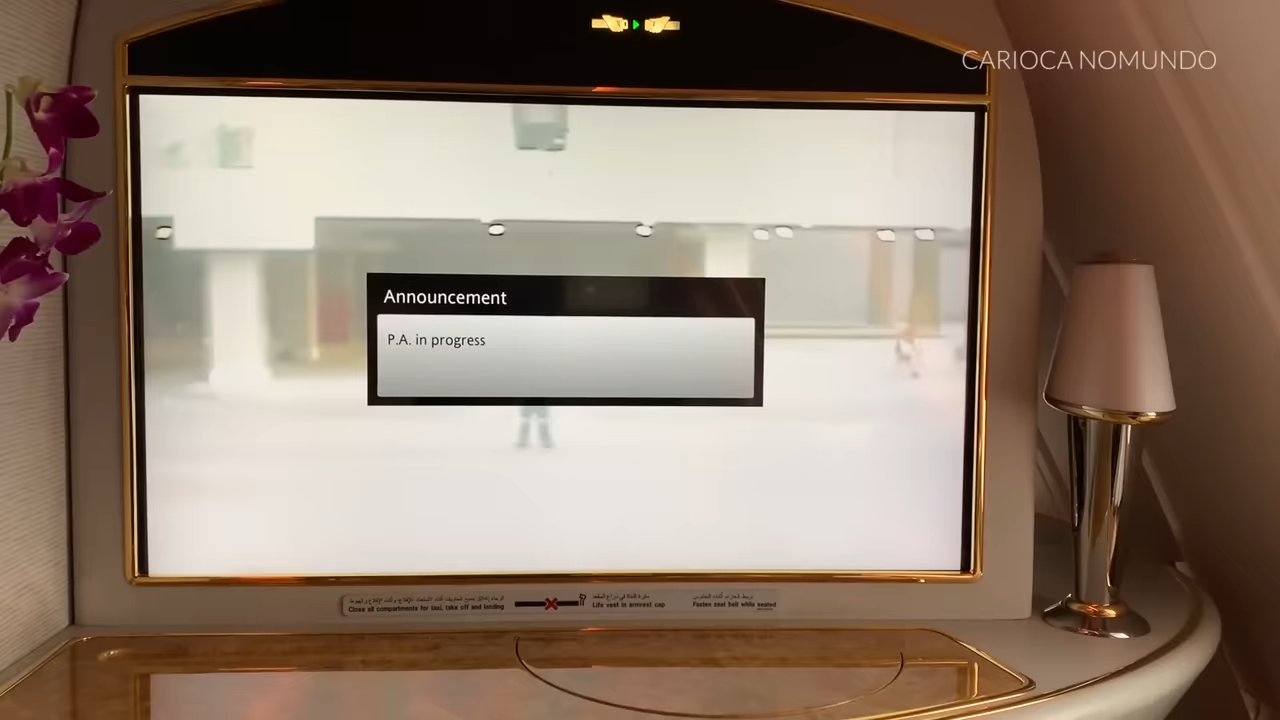 CARIOCA NOMUNDO
Announcement
P.A. in progress
Close all compartments for taxi, take off and landing
Life vest in armrest cap
Fasten seat belt while seated